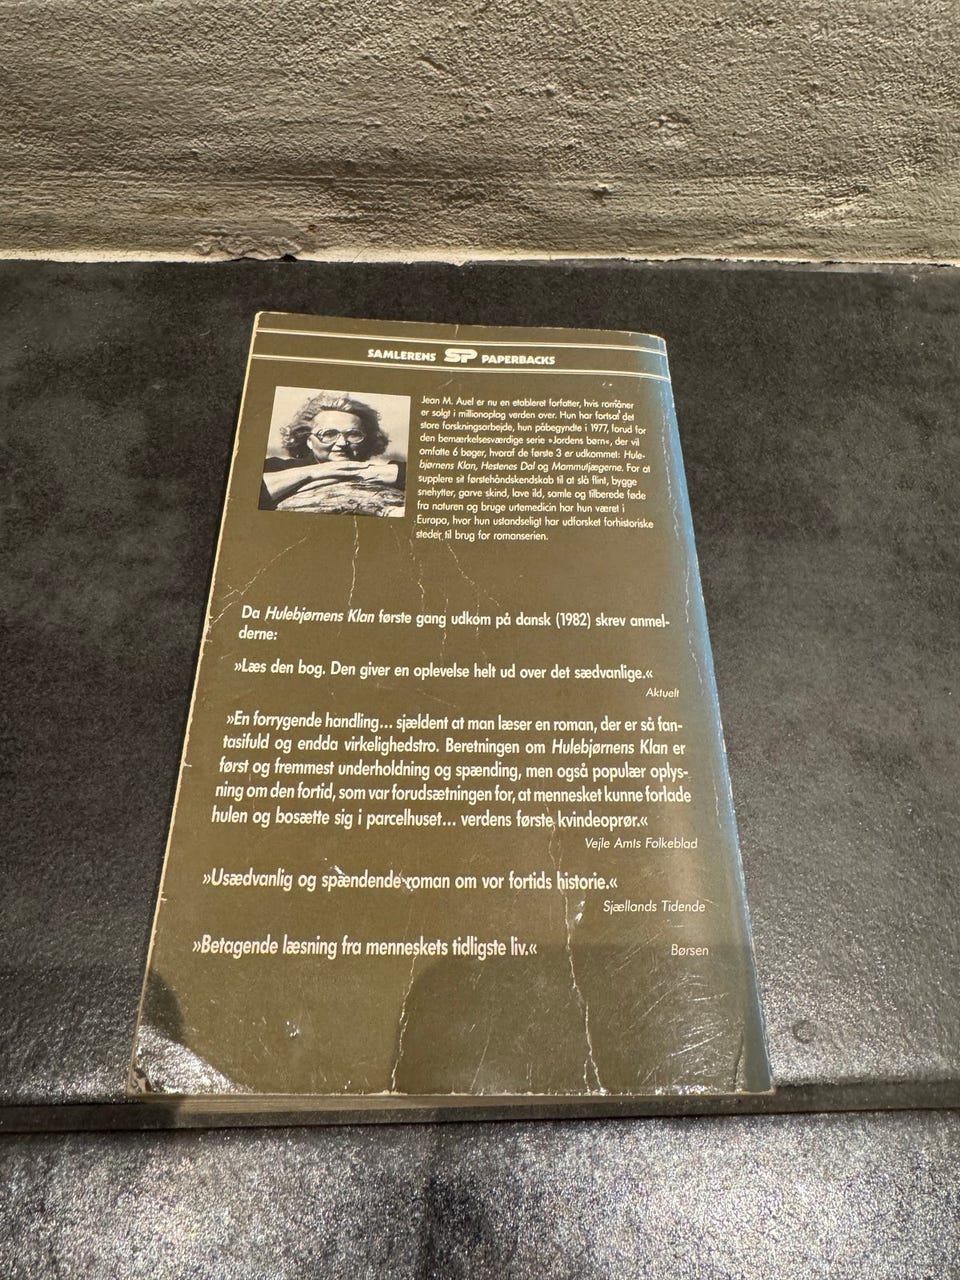 SAMLERENS SP PAPERBACKS
Jean M. Auel er nu en etableret forfatter, hvis romaner
er solgt i millionoplag verden over. Hun har fortsat det
store forskningsarbejde, hun påbegyndte i 1977, forud for
den bemærkelsesværdige serie »Jordens børn«, der vil
omfatte 6 bøger, hvoraf de første 3 er udkommet: Hule-
bjørnens Klan, Hestenes Dal og Mammutjægerne. For at
supplere sit førstehåndskendskab til at slå flint, bygge
snehytter, garve skind, lave ild, samle og tilberede føde
fra naturen og bruge urtemedicin har hun været i
Europa, hvor hun ustandseligt har udforsket forhistoriske
steder til brug for romanserien.
Da Hulebjørnens Klan første gang udkom på dansk (1982) skrev anmel-
derne:
»Læs den bog. Den giver en oplevelse helt ud over det sædvanlige.«
Aktuelt
»En forrygende handling... sjældent at man læser en roman, der er så fan-
tasifuld og endda virkelighedstro. Beretningen om Hulebjørnens Klan er
først og fremmest underholdning og spænding, men også populær oplys-
ning om den fortid, som var forudsætningen for, at mennesket kunne forlade
hulen og bosætte sig i parcelhuset... verdens første kvindeoprør.«
Vejle Amts Folkeblad
»Usædvanlig og spændende roman om vor fortids historie.«
Sjællands Tidende
»Betagende læsning fra menneskets tidligste liv.« Børsen